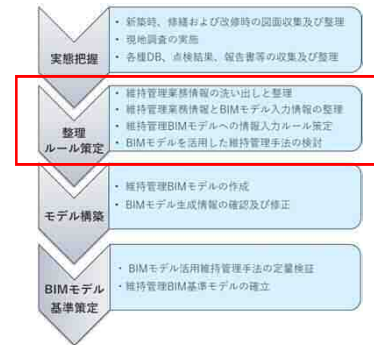 実態把握
・ 新築時、修繕および改修時の図面収集及び整理
・ 現地調査の実施
・ 各種DB、点検結果、報告書等の収集及び整理
整理
ルール策定
・ 維持管理業務情報の洗い出しと整理
・ 維持管理業務情報とBIMモデル入力情報の整理
・ 維持管理BIMモデルへの情報入力ルール策定
・ BIMモデルを活用した維持管理手法の検討
モデル構築
・ 維持管理BIMモデルの作成
・ BIMモデル生成情報の確認及び修正
BIMモデル
基準策定
・ BIMモデル活用維持管理手法の定量検証
・ 維持管理BIM基準モデルの確立